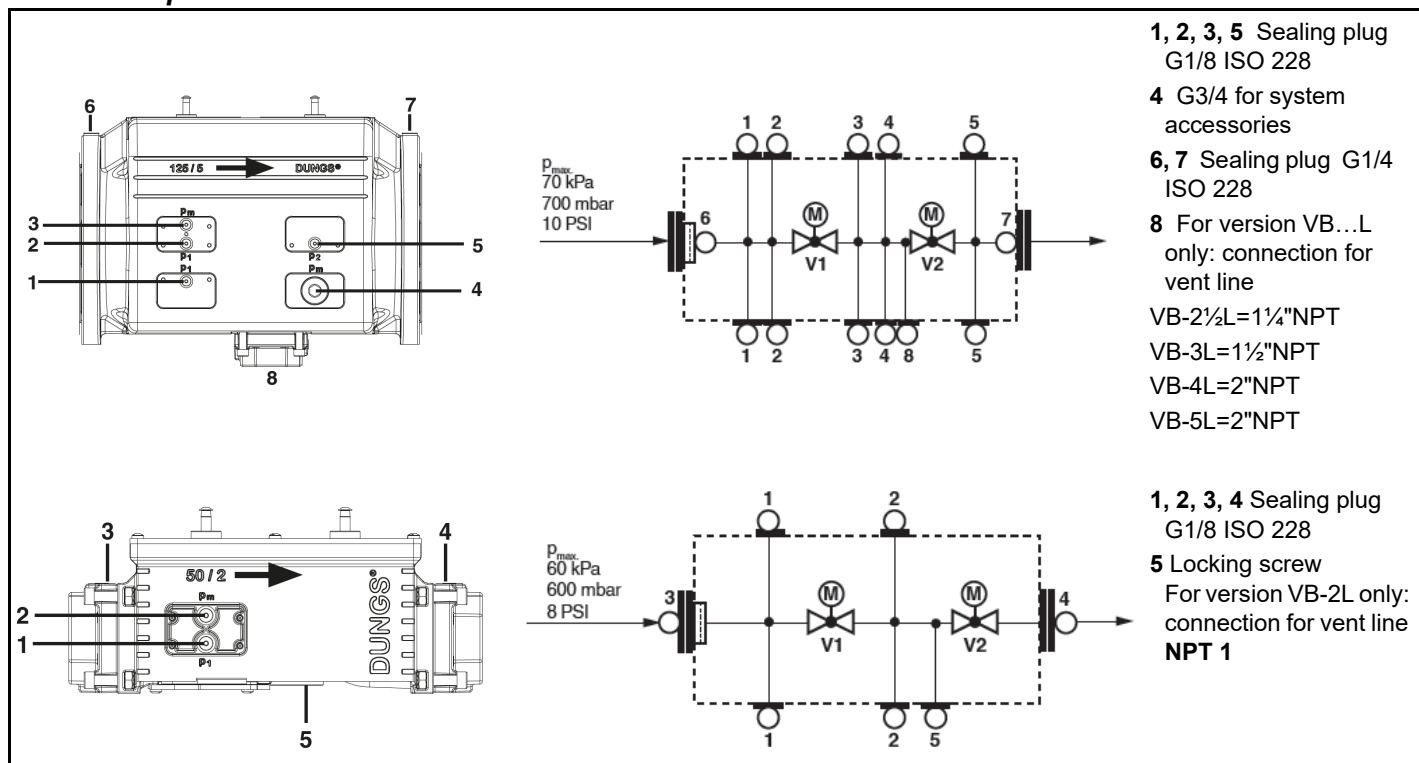 6
7
125 / 5
DUNGS®
Pm
3
2
P1
P1
1
P2
5
Pm
4
8
pmax.
70 kPa
700 mbar
10 PSI
1 2 3 4 5
6
M
V1
M
V2
7
1 2 3 4 8 5
1, 2, 3, 5 Sealing plug
G1/8 ISO 228
4 G3/4 for system
accessories
6, 7 Sealing plug G1/4
ISO 228
8 For version VB…L
only: connection for
vent line
VB-2½L=1¼"NPT
VB-3L=1½"NPT
VB-4L=2"NPT
VB-5L=2"NPT
3
4
50 / 2
Pm
2
1
P1
DUNGS®
5
pmax.
60 kPa
600 mbar
8 PSI
1 2
3
M
V1
M
V2
4
1 2 5
1, 2, 3, 4 Sealing plug
G1/8 ISO 228
5 Locking screw
For version VB-2L only:
connection for vent line
NPT 1